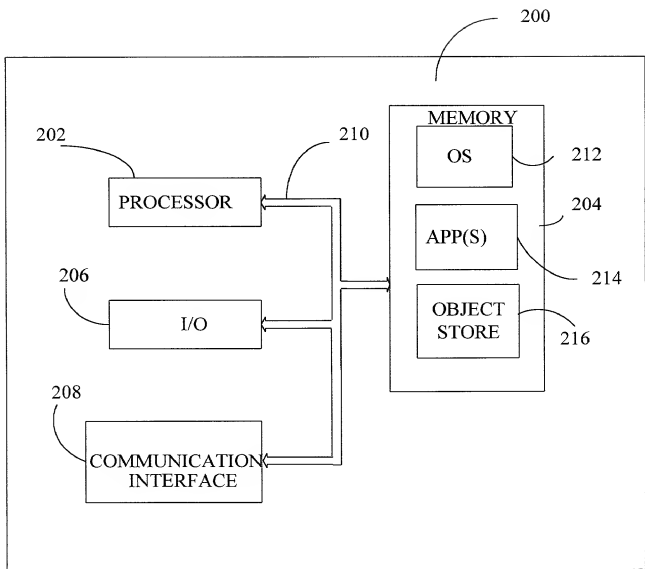 200
202
210
MEMORY
OS
212
PROCESSOR
204
APP(S)
214
206
I/O
OBJECT
STORE
216
208
COMMUNICATION
INTERFACE